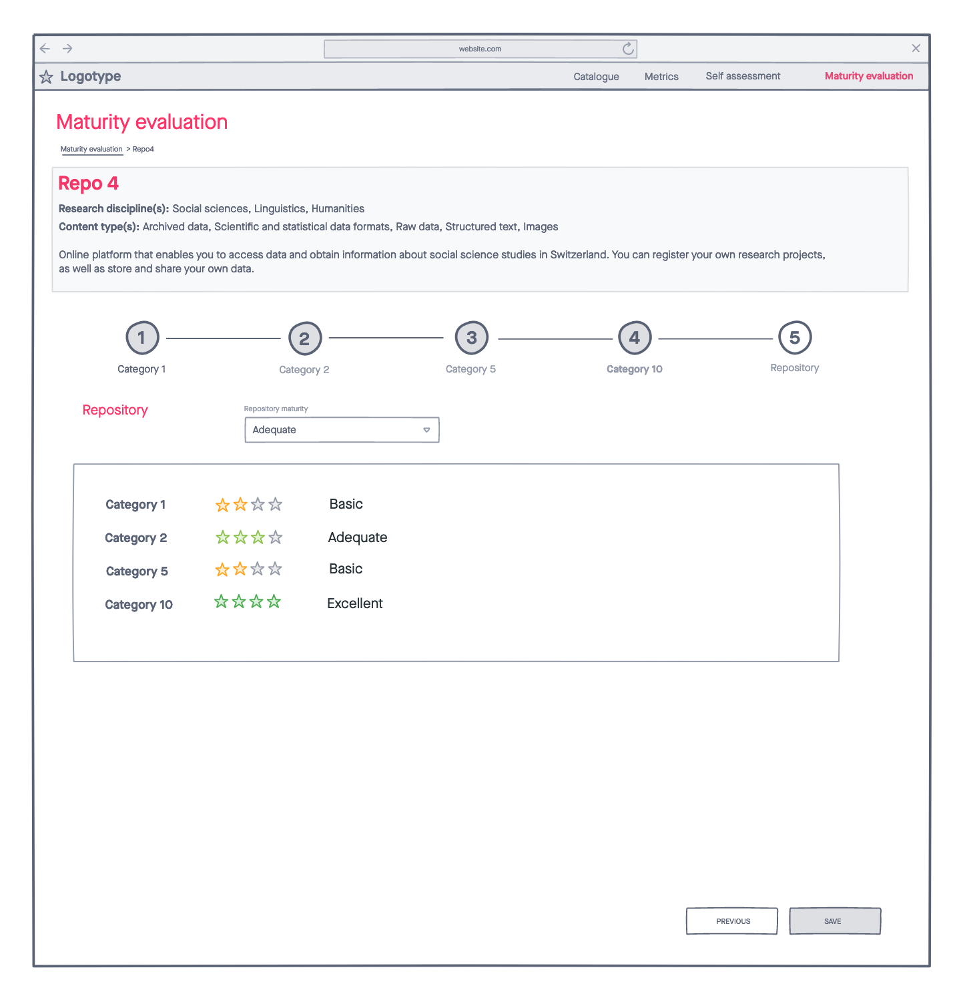 website.com
Logotype
Catalogue
Metrics
Self assessment
Maturity evaluation
Maturity evaluation
Maturity evaluation > Repo4
Repo 4
Research discipline(s): Social sciences, Linguistics, Humanities
Content type(s): Archived data, Scientific and statistical data formats, Raw data, Structured text, Images
Online platform that enables you to access data and obtain information about social science studies in Switzerland. You can register your own research projects,
as well as store and share your own data.
1
2
3
4
5
Category 1
Category 2
Category 5
Category 10
Repository
Repository
Repository maturity
Adequate
Category 1
Basic
Category 2
Adequate
Category 5
Basic
Category 10
Excellent
PREVIOUS
SAVE